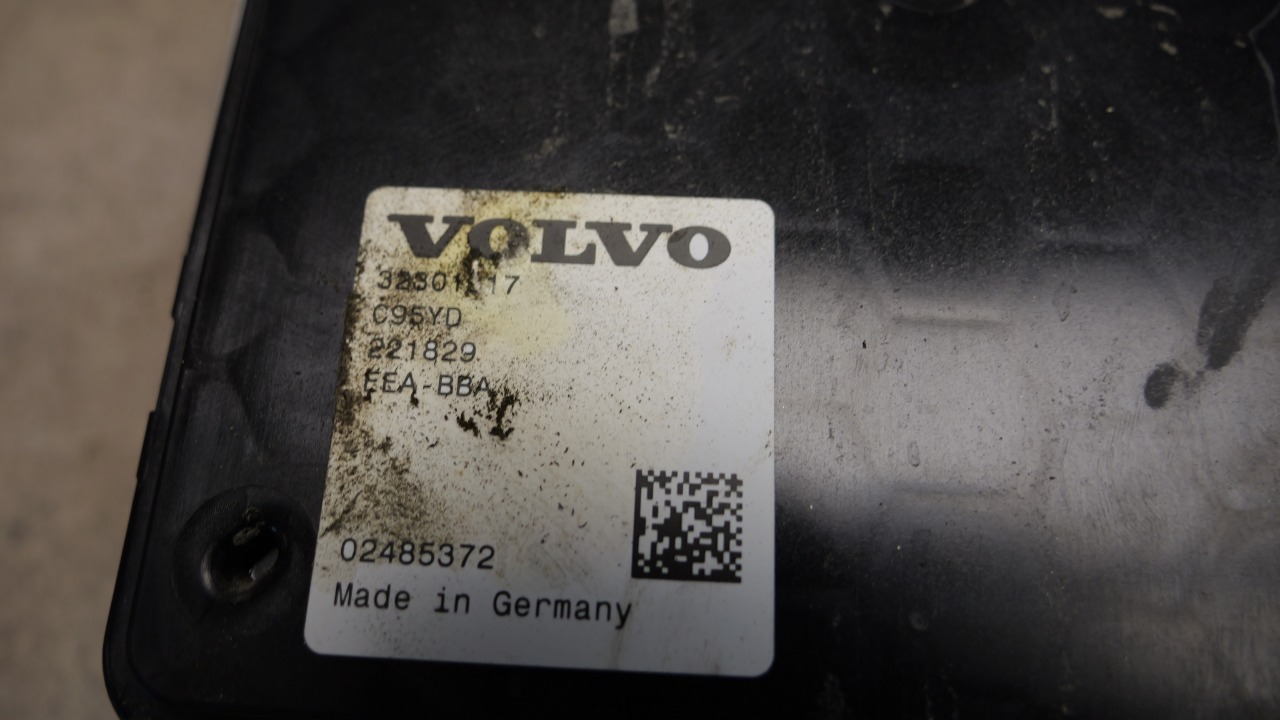 VOLVO
C95YD
221829
EEA-BBA
02485372
Made in Germany